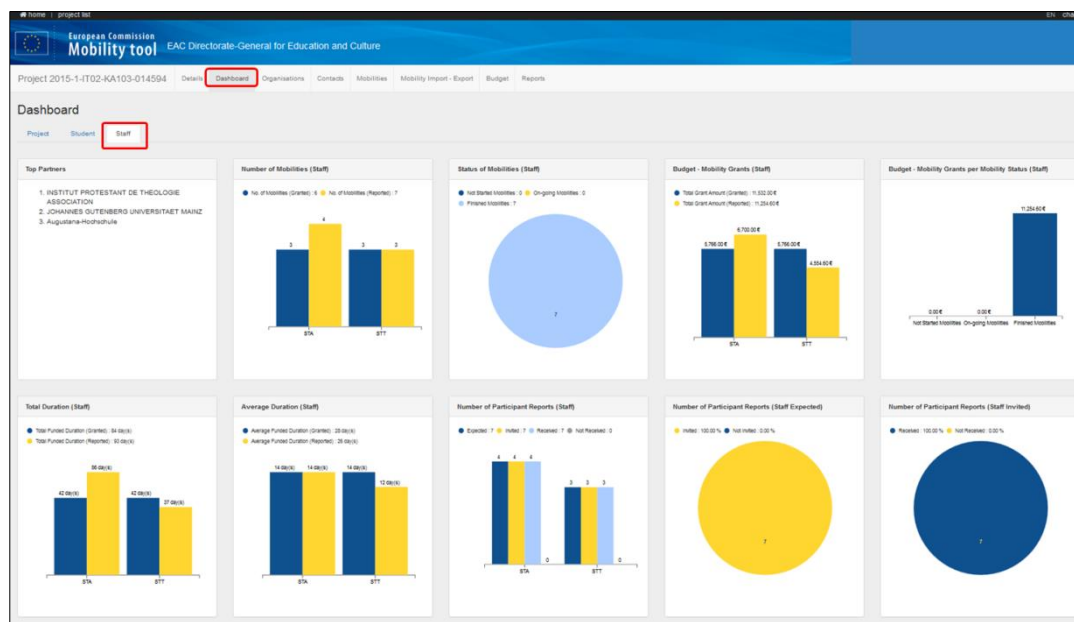 home | project list
EN
European Commission
Mobility tool EAC Directorate-General for Education and Culture
Project 2015-1-IT02-KA103-014594 Details Dashboard Organisations Contacts Mobilities Mobility Import - Export Budget Reports
Dashboard
Project Student Staff
Top Partners
1. INSTITUT PROTESTANT DE THEOLOGIE
ASSOCIATION
2. JOHANNES GUTENBERG UNIVERSITAET MAINZ
3. Augustana-Hochschule
Number of Mobilities (Staff)
No. of Mobilities (Granted) : 6 No. of Mobilities (Reported) : 7
4
3 3 3
STA STT
Status of Mobilities (Staff)
Not Started Mobilities : 0 On-going Mobilities : 0
Finished Mobilities : 7
7
Budget - Mobility Grants (Staff)
Total Grant Amount (Granted) : 11,532.00 €
Total Grant Amount (Reported) : 11,254.60 €
6,700.00 €
5,766.00 € 5,766.00 €
4,554.60 €
STA STT
Budget - Mobility Grants per Mobility Status (Staff)
11,254.60 €
0.00 € 0.00 €
Not Started Mobilities On-going Mobilities Finished Mobilities
Total Duration (Staff)
Total Funded Duration (Granted) : 84 day(s)
Total Funded Duration (Reported) : 93 day(s)
56 day(s)
42 day(s) 42 day(s)
37 day(s)
STA STT
Average Duration (Staff)
Average Funded Duration (Granted) : 28 day(s)
Average Funded Duration (Reported) : 26 day(s)
14 day(s) 14 day(s) 14 day(s)
12 day(s)
STA STT
Number of Participant Reports (Staff)
Expected : 7 Invited : 7 Received : 7 Not Received : 0
4 4 4
3 3 3
0 0
STA STT
Number of Participant Reports (Staff Expected)
Invited : 100.00 % Not Invited : 0.00 %
7
Number of Participant Reports (Staff Invited)
Received : 100.00 % Not Received : 0.00 %
7